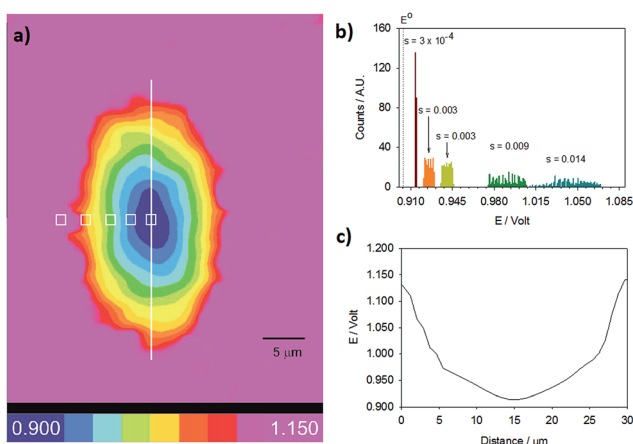 a)
5 µm
0.900 1.150
b)
E°
s = 3 x 10⁻⁴
s = 0.003
s = 0.003
s = 0.009
s = 0.014
Counts / A.U.
160
120
80
40
0
0.910 0.945 0.980 1.015 1.050 1.085
E / Volt
c)
E / Volt
1.200
1.150
1.100
1.050
1.000
0.950
0.900
0 5 10 15 20 25 30
Distance / µm